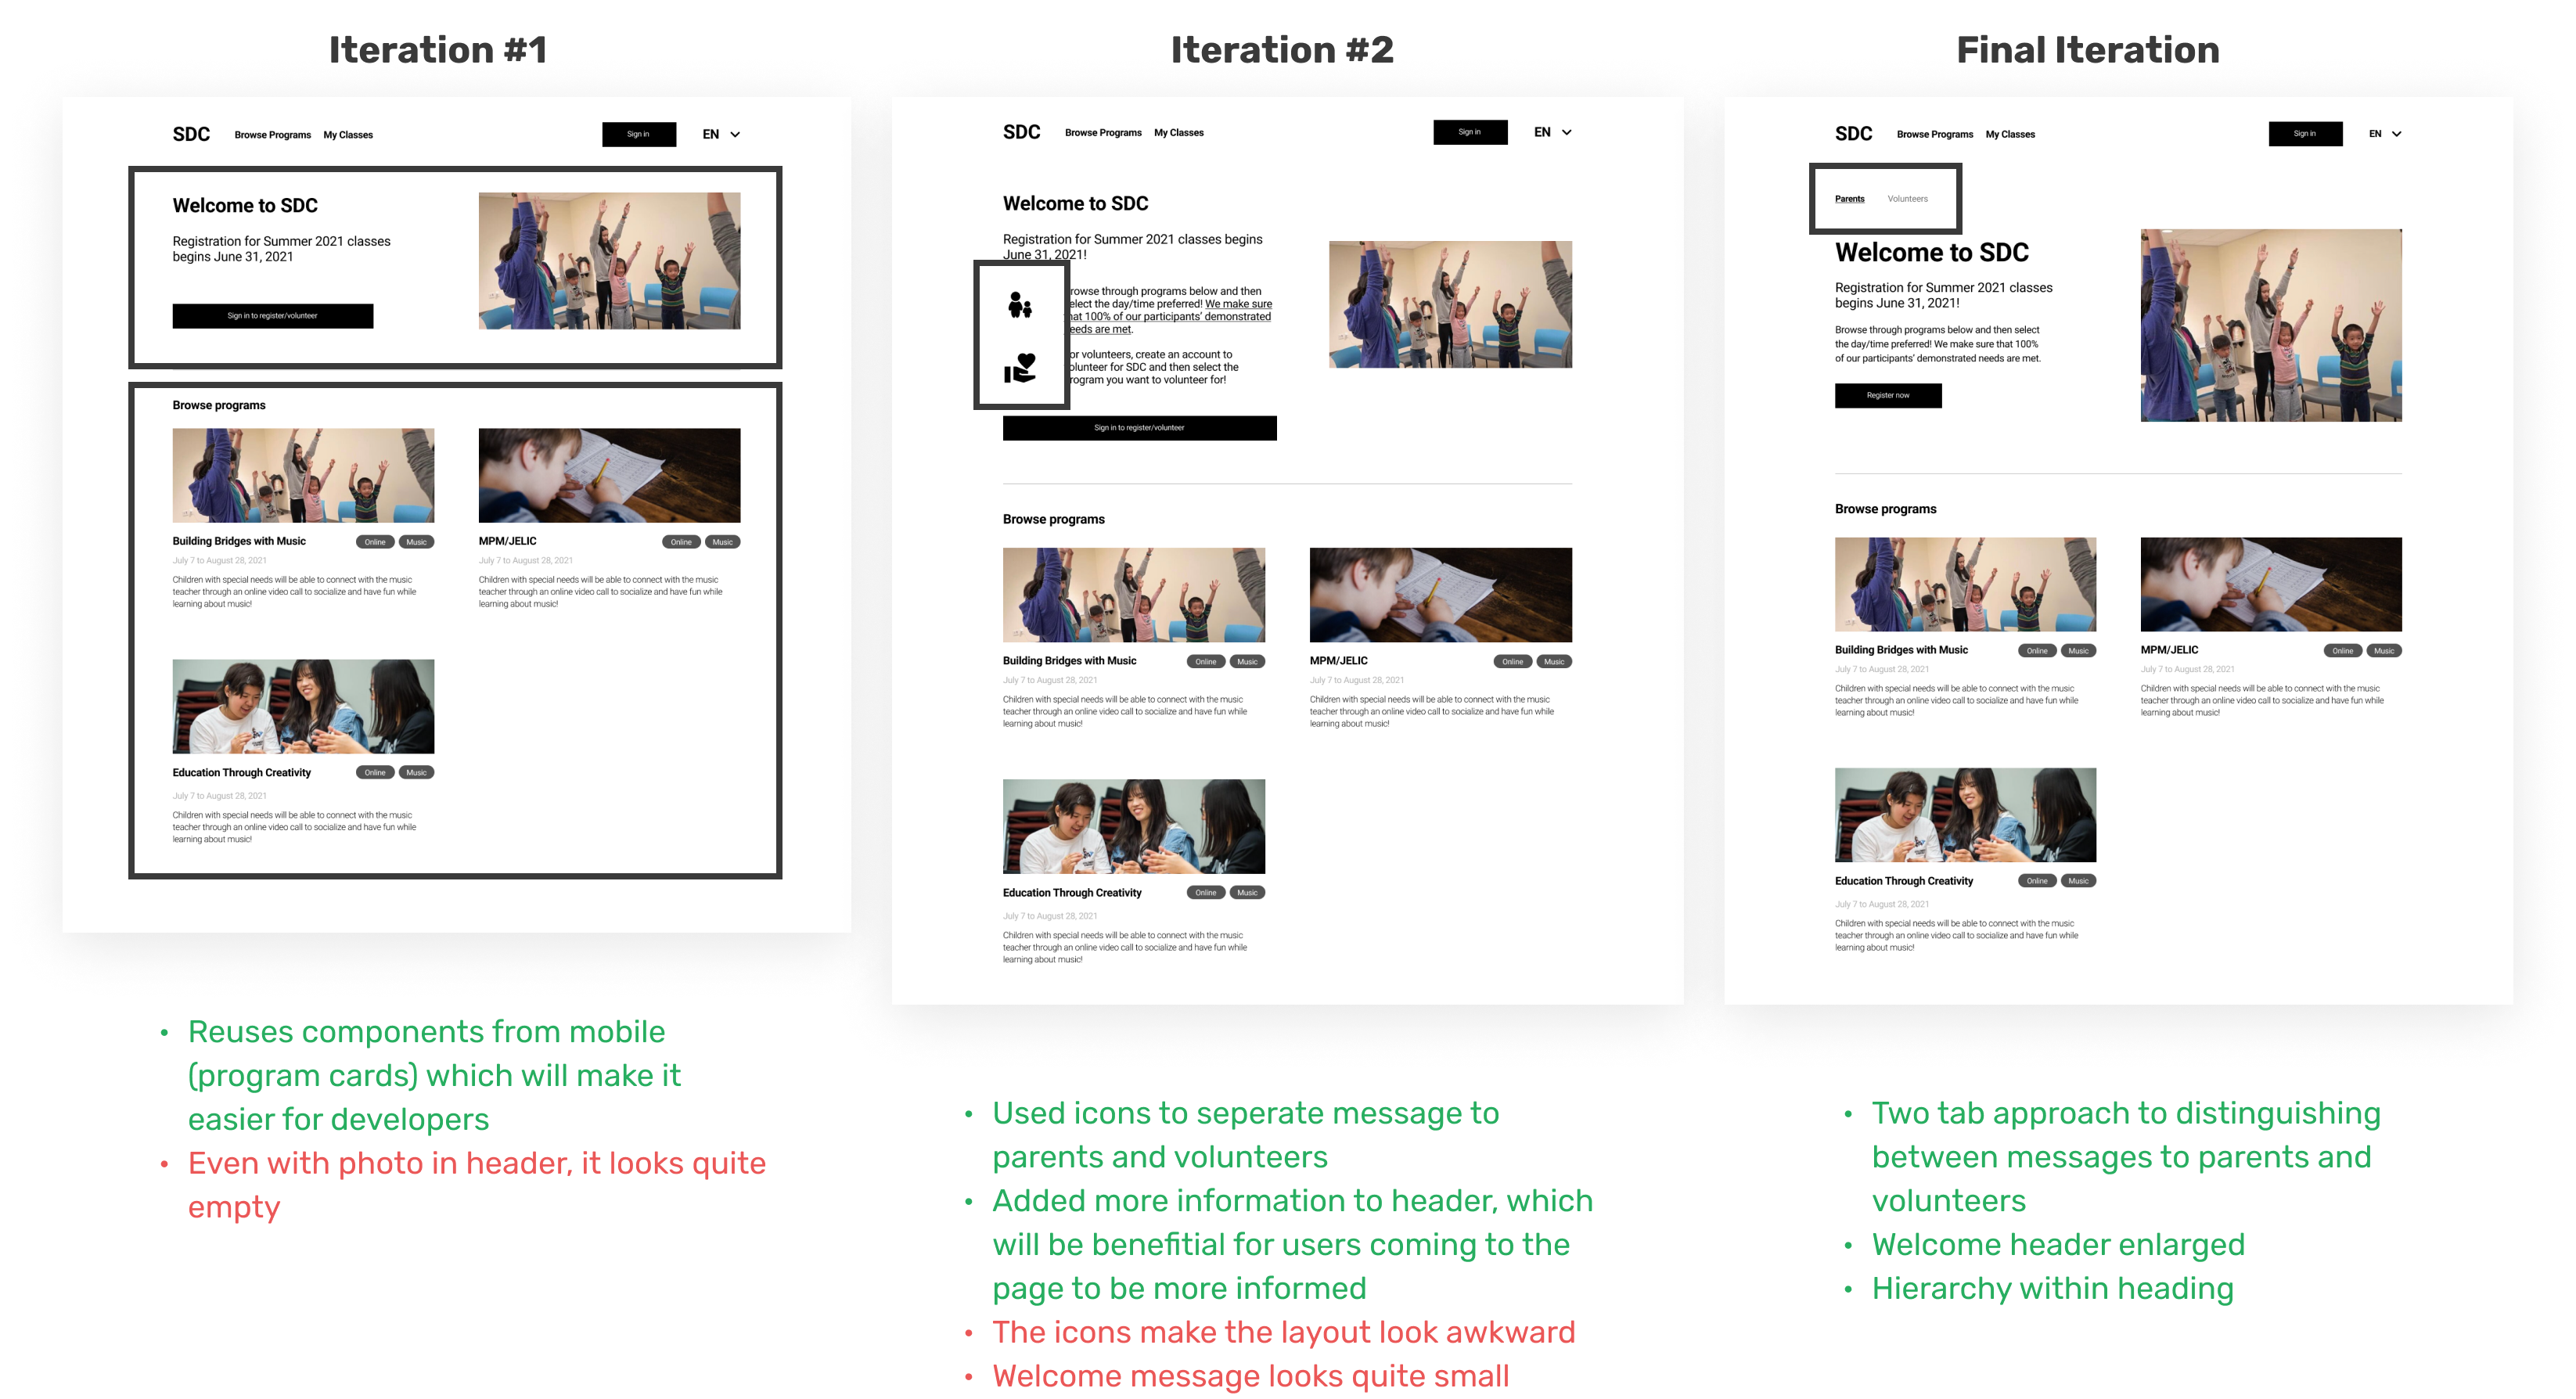 Iteration #1
SDC
Browse Programs
My Classes
Sign in
EN
Welcome to SDC
Registration for Summer 2021 classes
begins June 31, 2021
Sign in to register/volunteer
Browse programs
Building Bridges with Music
Online
Music
July 7 to August 28, 2021
Children with special needs will be able to connect with the music
teacher through an online video call to socialize and have fun while
learning about music!
MPM/JELIC
Online
Music
July 7 to August 28, 2021
Children with special needs will be able to connect with the music
teacher through an online video call to socialize and have fun while
learning about music!
Education Through Creativity
Online
Music
July 7 to August 28, 2021
Children with special needs will be able to connect with the music
teacher through an online video call to socialize and have fun while
learning about music!
• Reuses components from mobile
(program cards) which will make it
easier for developers
• Even with photo in header, it looks quite
empty
Iteration #2
SDC
Browse Programs
My Classes
Sign in
EN
Welcome to SDC
Registration for Summer 2021 classes begins
June 31, 2021!
rowse through programs below and then
elect the day/time preferred! We make sure
hat 100% of our participants' demonstrated
eeds are met.
or volunteers, create an account to
olunteer for SDC and then select the
rogram you want to volunteer for!
Sign in to register/volunteer
Browse programs
Building Bridges with Music
Online
Music
July 7 to August 28, 2021
Children with special needs will be able to connect with the music
teacher through an online video call to socialize and have fun while
learning about music!
MPM/JELIC
Online
Music
July 7 to August 28, 2021
Children with special needs will be able to connect with the music
teacher through an online video call to socialize and have fun while
learning about music!
Education Through Creativity
Online
Music
July 7 to August 28, 2021
Children with special needs will be able to connect with the music
teacher through an online video call to socialize and have fun while
learning about music!
• Used icons to seperate message to
parents and volunteers
• Added more information to header, which
will be benefitial for users coming to the
page to be more informed
• The icons make the layout look awkward
• Welcome message looks quite small
Final Iteration
SDC
Browse Programs
My Classes
Sign in
EN
Parents
Volunteers
Welcome to SDC
Registration for Summer 2021 classes
begins June 31, 2021!
Browse through programs below and then select
the day/time preferred! We make sure that 100%
of our participants' demonstrated needs are met.
Register now
Browse programs
Building Bridges with Music
Online
Music
July 7 to August 28, 2021
Children with special needs will be able to connect with the music
teacher through an online video call to socialize and have fun while
learning about music!
MPM/JELIC
Online
Music
July 7 to August 28, 2021
Children with special needs will be able to connect with the music
teacher through an online video call to socialize and have fun while
learning about music!
Education Through Creativity
Online
Music
July 7 to August 28, 2021
Children with special needs will be able to connect with the music
teacher through an online video call to socialize and have fun while
learning about music!
• Two tab approach to distinguishing
between messages to parents and
volunteers
• Welcome header enlarged
• Hierarchy within heading